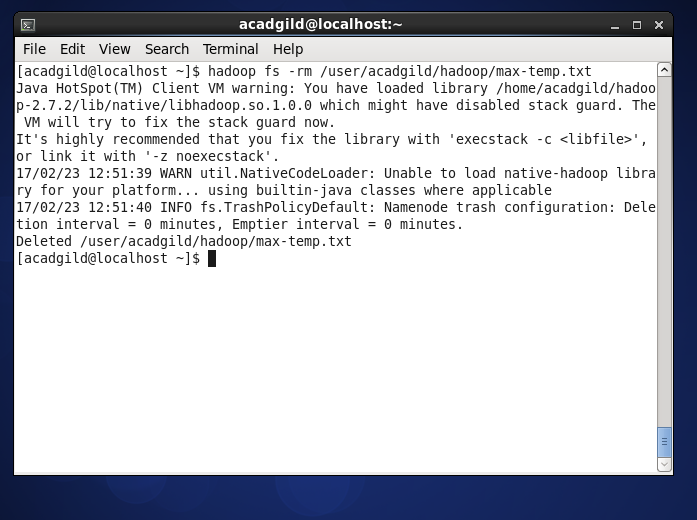 acadgild@localhost:~
File Edit View Search Terminal Help
[acadgild@localhost ~]$ hadoop fs -rm /user/acadgild/hadoop/max-temp.txt
Java HotSpot(TM) Client VM warning: You have loaded library /home/acadgild/hadoo
p-2.7.2/lib/native/libhadoop.so.1.0.0 which might have disabled stack guard. The
 VM will try to fix the stack guard now.
It's highly recommended that you fix the library with 'execstack -c <libfile>',
or link it with '-z noexecstack'.
17/02/23 12:51:39 WARN util.NativeCodeLoader: Unable to load native-hadoop libra
ry for your platform... using builtin-java classes where applicable
17/02/23 12:51:40 INFO fs.TrashPolicyDefault: Namenode trash configuration: Dele
tion interval = 0 minutes, Emptier interval = 0 minutes.
Deleted /user/acadgild/hadoop/max-temp.txt
[acadgild@localhost ~]$